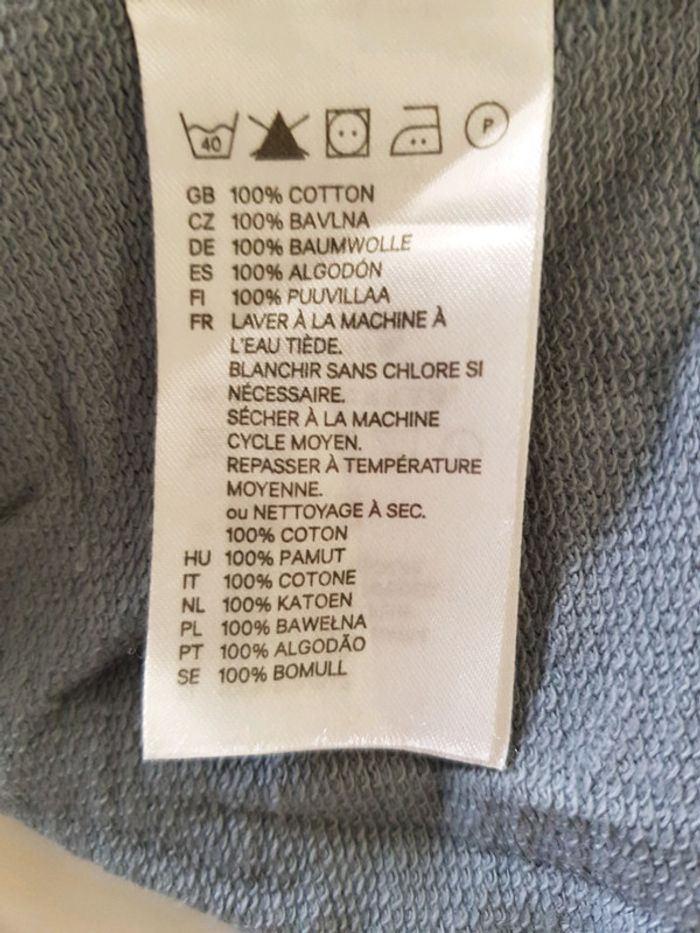 40 P
GB 100% COTTON
CZ 100% BAVLNA
DE 100% BAUMWOLLE
ES 100% ALGODÓN
FI 100% PUUVILLAA
FR LAVER À LA MACHINE À
L'EAU TIÈDE.
BLANCHIR SANS CHLORE SI
NÉCESSAIRE.
SÉCHER À LA MACHINE
CYCLE MOYEN.
REPASSER À TEMPÉRATURE
MOYENNE.
ou NETTOYAGE À SEC.
100% COTON
HU 100% PAMUT
IT 100% COTONE
NL 100% KATOEN
PL 100% BAWEŁNA
PT 100% ALGODÃO
SE 100% BOMULL